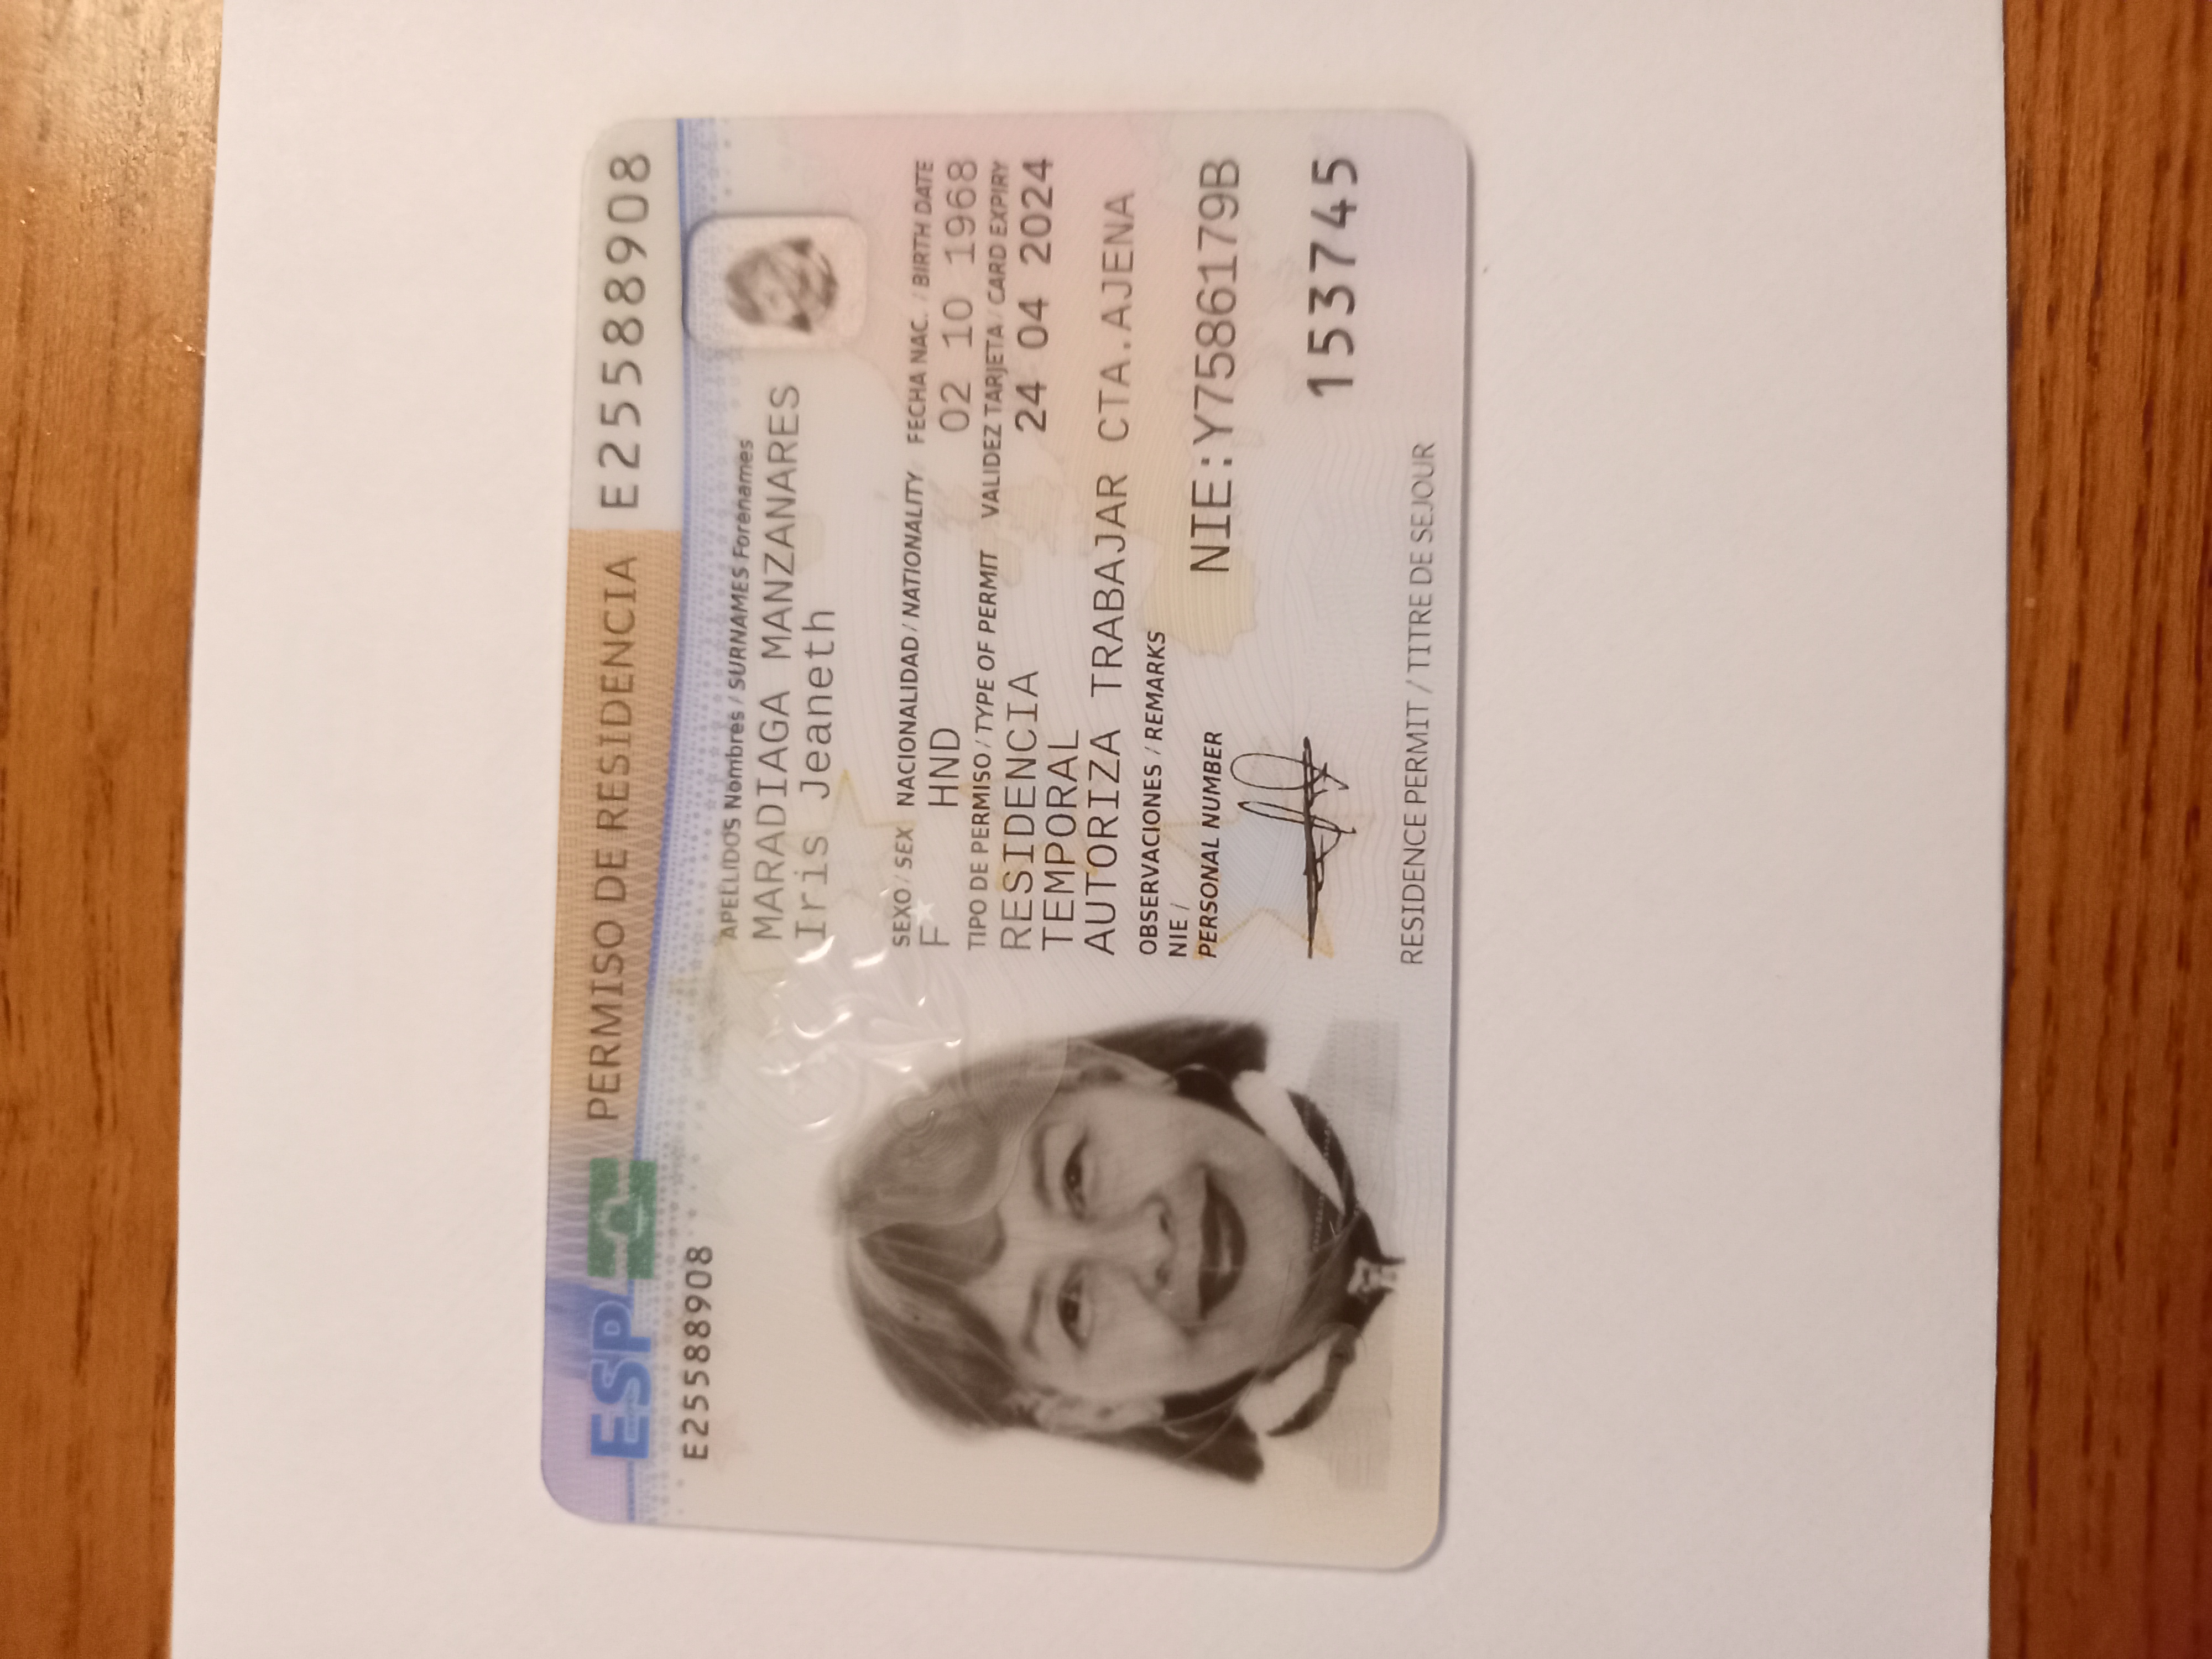 ESP PERMISO DE RESIDENCIA E25588908
E25588908
APELLIDOS Nombres / SURNAMES Forenames
MARADIAGA MANZANARES
Iris Jeaneth
SEXO / SEX NACIONALIDAD / NATIONALITY FECHA NAC. / BIRTH DATE
F HND 02 10 1968
TIPO DE PERMISO / TYPE OF PERMIT VALIDEZ TARJETA / CARD EXPIRY
RESIDENCIA 24 04 2024
TEMPORAL
AUTORIZA TRABAJAR CTA.AJENA
OBSERVACIONES / REMARKS
NIE /
PERSONAL NUMBER NIE:Y7586179B
153745
RESIDENCE PERMIT / TITRE DE SEJOUR